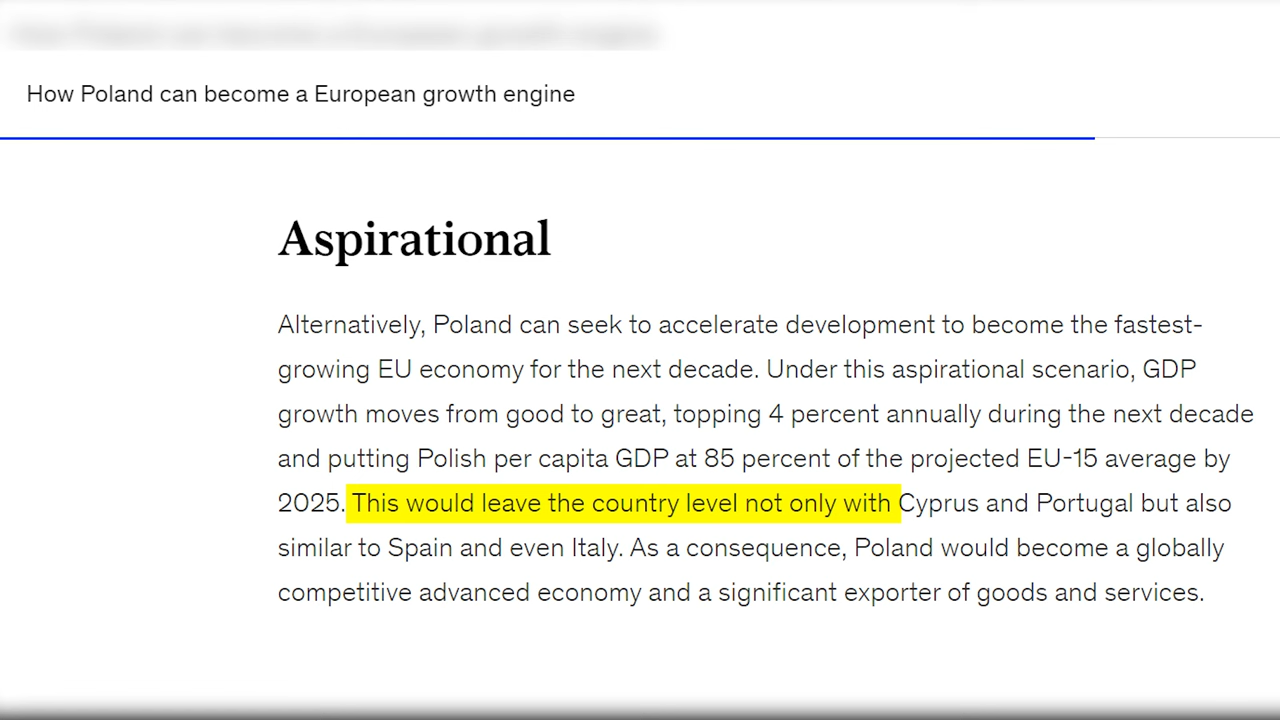 How Poland can become a European growth engine
Aspirational
Alternatively, Poland can seek to accelerate development to become the fastest-
growing EU economy for the next decade. Under this aspirational scenario, GDP
growth moves from good to great, topping 4 percent annually during the next decade
and putting Polish per capita GDP at 85 percent of the projected EU-15 average by
2025. This would leave the country level not only with Cyprus and Portugal but also
similar to Spain and even Italy. As a consequence, Poland would become a globally
competitive advanced economy and a significant exporter of goods and services.